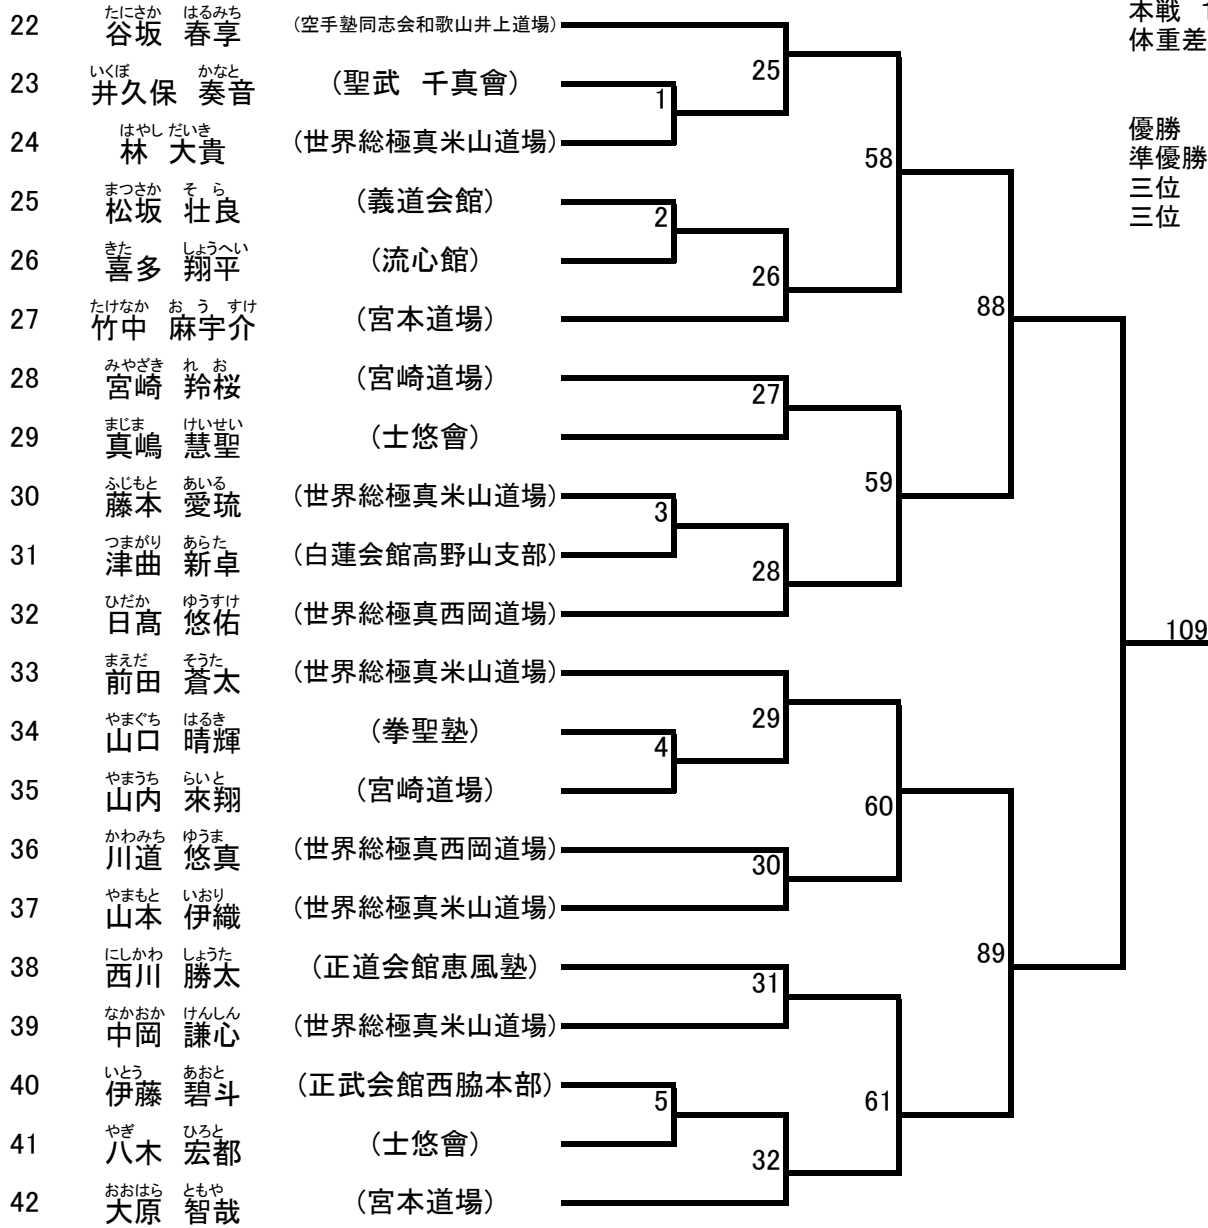 22 谷坂 春享 たにさか はるみち (空手塾同志会和歌山井上道場)
23 井久保 奏音 いくぼ かなと (聖武 千真會)
24 林 大貴 はやし だいき (世界総極真米山道場)
25 松坂 壮良 まつさか そら (義道会館)
26 喜多 翔平 きた しょうへい (流心館)
27 竹中 麻宇介 たけなか おうすけ (宮本道場)
28 宮崎 羚桜 みやざき れお (宮崎道場)
29 真嶋 慧聖 まじま けいせい (士悠會)
30 藤本 愛琉 ふじもと あいる (世界総極真米山道場)
31 津曲 新卓 つまがり あらた (白蓮会館高野山支部)
32 日髙 悠佑 ひだか ゆうすけ (世界総極真西岡道場)
33 前田 蒼太 まえだ そうた (世界総極真米山道場)
34 山口 晴輝 やまぐち はるき (拳聖塾)
35 山内 來翔 やまうち らいと (宮崎道場)
36 川道 悠真 かわみち ゆうま (世界総極真西岡道場)
37 山本 伊織 やまもと いおり (世界総極真米山道場)
38 西川 勝太 にしかわ しょうた (正道会館恵風塾)
39 中岡 謙心 なかおか けんしん (世界総極真米山道場)
40 伊藤 碧斗 いとう あおと (正武会館西脇本部)
41 八木 宏都 やぎ ひろと (士悠會)
42 大原 智哉 おおはら ともや (宮本道場)
1
2
3
4
5
25
26
27
28
29
30
31
32
58
59
60
61
88
89
109
本戦
体重差
優勝
準優勝
三位
三位